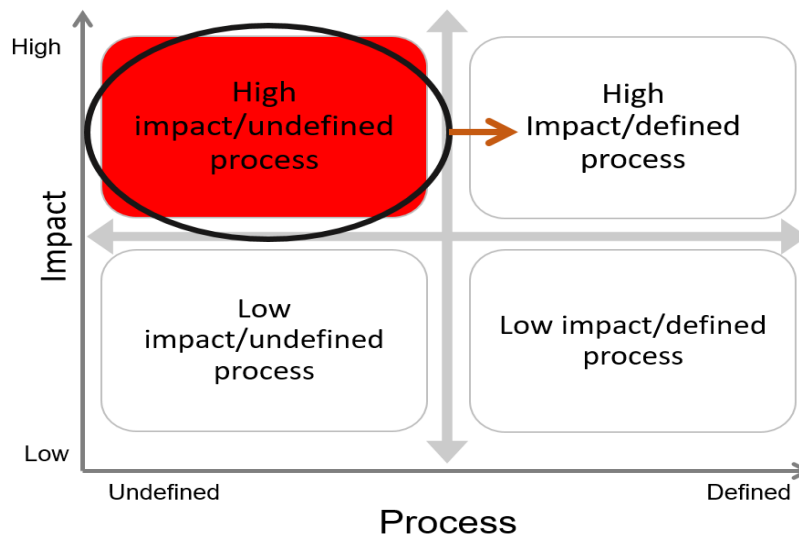 High
High
impact/undefined
process
High
Impact/defined
process
Impact
Low
impact/undefined
process
Low impact/defined
process
Low
Undefined
Defined
Process